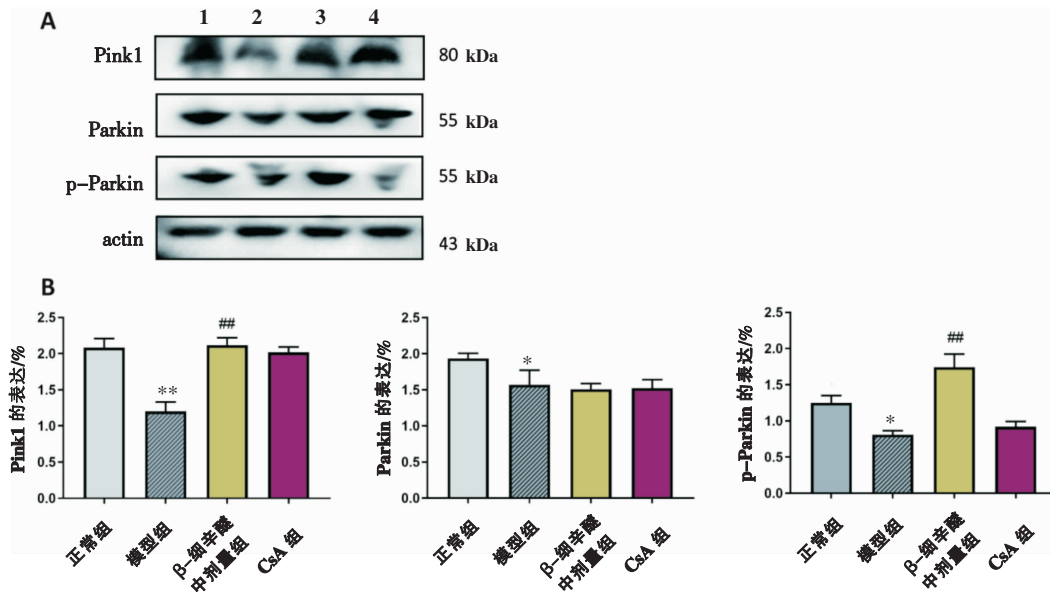 A
1 2 3 4
Pink1 80 kDa
Parkin 55 kDa
p-Parkin 55 kDa
actin 43 kDa
B
Pink1 的表达/%
2.5
2.0
1.5
1.0
0.5
0.0
**
##
正常组
模型组
β-细辛醚
中剂量组
CsA 组
Parkin 的表达/%
2.5
2.0
1.5
1.0
0.5
0.0
*
正常组
模型组
β-细辛醚
中剂量组
CsA 组
p-Parkin 的表达/%
2.5
2.0
1.5
1.0
0.5
0.0
*
##
正常组
模型组
β-细辛醚
中剂量组
CsA 组